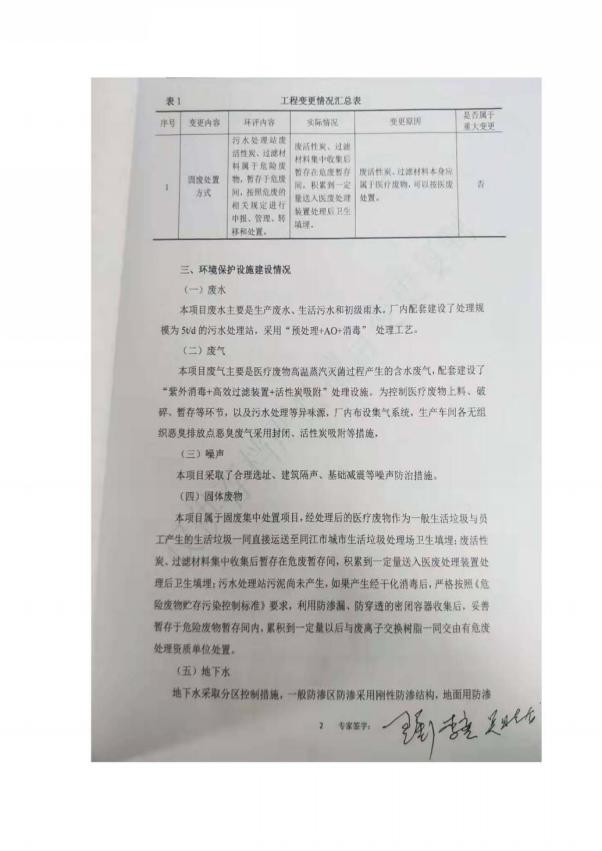 表 1 工程变更情况汇总表
序号 变更内容 环评内容 实际情况 变更原因 是否属于重大变更
1 固废处置方式 污水处理站废活性炭、过滤材料属于危险废物，暂存于危废间，按照危废的相关规定进行申报、管理、转移和处置。 废活性炭、过滤材料集中收集后暂存在危废暂存间，积累到一定量送入医废处理装置处理后卫生填埋。 废活性炭、过滤材料本身应属于医疗废物，可以按医废处置。 否
三、环境保护设施建设情况
（一）废水
本项目废水主要是生产废水、生活污水和初级雨水，厂内配套建设了处理规
模为 5t/d 的污水处理站，采用“预处理+AO+消毒” 处理工艺。
（二）废气
本项目废气主要是医疗废物高温蒸汽灭菌过程产生的含水废气，配套建设了
“紫外消毒+高效过滤装置+活性炭吸附”处理设施。为控制医疗废物上料、破
碎、暂存等环节，以及污水处理等异味源，厂内布设集气系统，生产车间各无组
织恶臭排放点恶臭废气采用封闭、活性炭吸附等措施，
（三）噪声
本项目采取了合理选址、建筑隔声、基础减震等噪声防治措施。
（四）固体废物
本项目属于固废集中处置项目，经处理后的医疗废物作为一般生活垃圾与员
工产生的生活垃圾一同直接运送至同江市城市生活垃圾处理场卫生填埋；废活性
炭、过滤材料集中收集后暂存在危废暂存间，积累到一定量送入医废处理装置处
理后卫生填埋；污水处理站污泥尚未产生，如果产生经干化消毒后，严格按照《危
险废物贮存污染控制标准》要求，利用防渗漏、防穿透的密闭容器收集后，妥善
暂存于危险废物暂存间内，累积到一定量以后与废离子交换树脂一同交由有危废
处理资质单位处置。
（五）地下水
地下水采取分区控制措施，一般防渗区防渗采用刚性防渗结构，地面用防渗
2 专家签字：